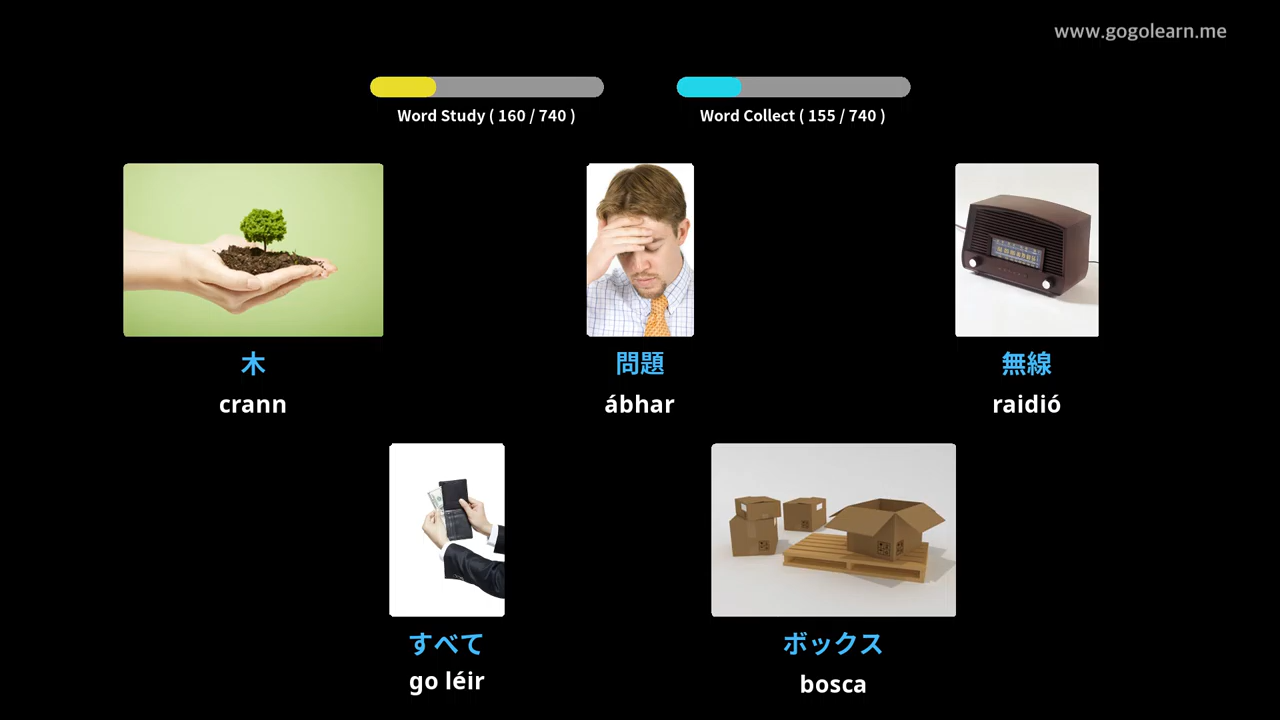 www.gogolearn.me
Word Study ( 160 / 740 )
Word Collect ( 155 / 740 )
木
crann
問題
ábhar
無線
raidió
すべて
go léir
ボックス
bosca